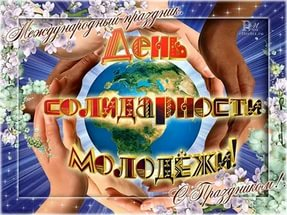 Международный праздник
День
солидарности
молодёжи!
С Праздником!